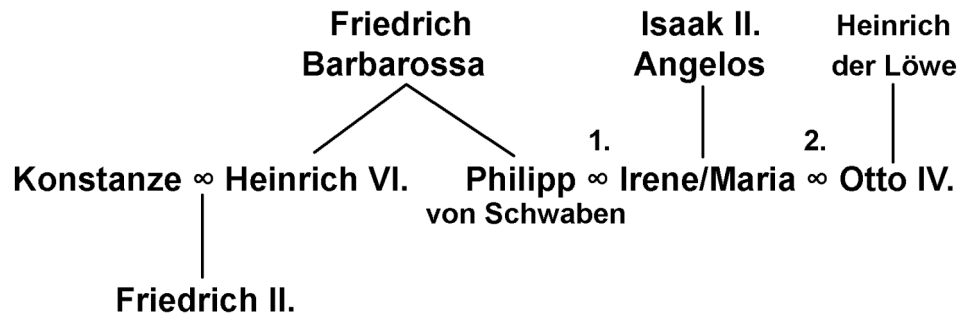 Friedrich
Barbarossa
Isaak II.
Angelos
Heinrich
der Löwe
1.
2.
Konstanze ∞ Heinrich VI.
Philipp ∞ Irene/Maria ∞ Otto IV.
von Schwaben
Friedrich II.